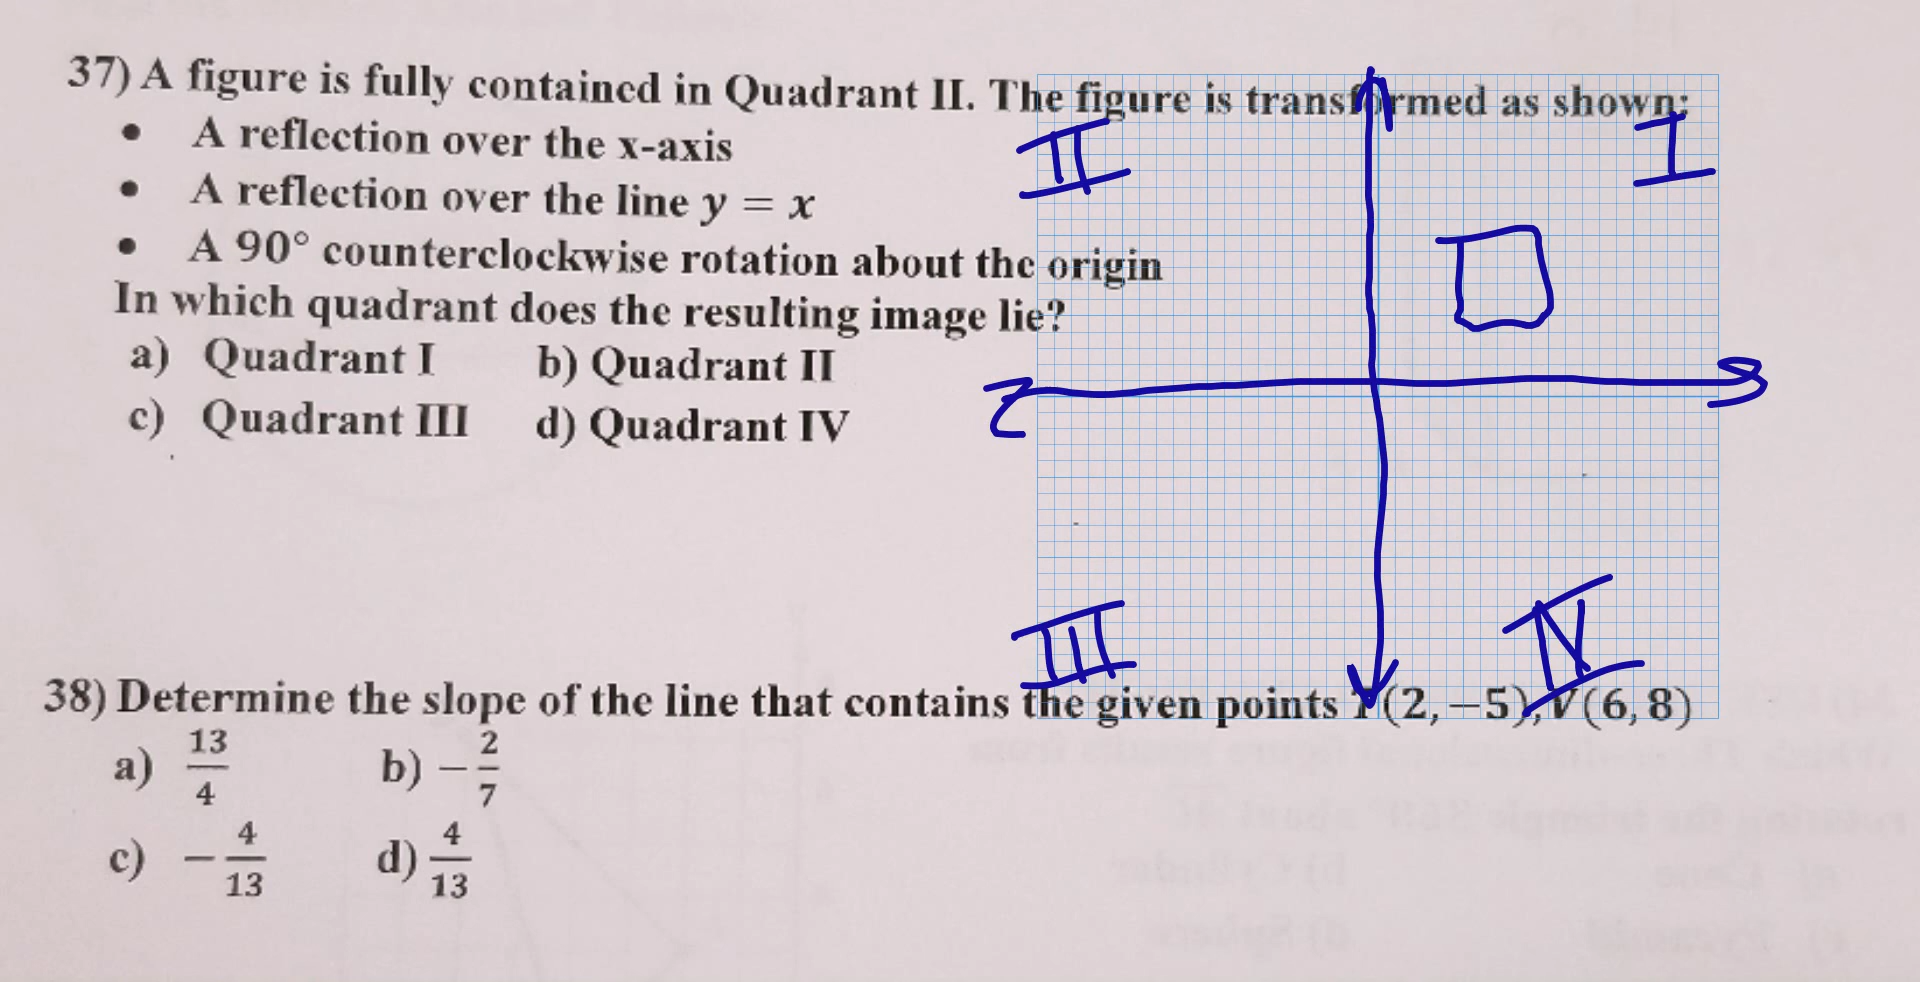 37) A figure is fully contained in Quadrant II. The figure is transformed as shown:
• A reflection over the x-axis
• A reflection over the line y = x
• A 90° counterclockwise rotation about the origin
In which quadrant does the resulting image lie?
a) Quadrant I b) Quadrant II
c) Quadrant III d) Quadrant IV
II I
III IV
38) Determine the slope of the line that contains the given points T(2, −5), V(6, 8)
a) 13/4 b) −2/7
c) −4/13 d) 4/13